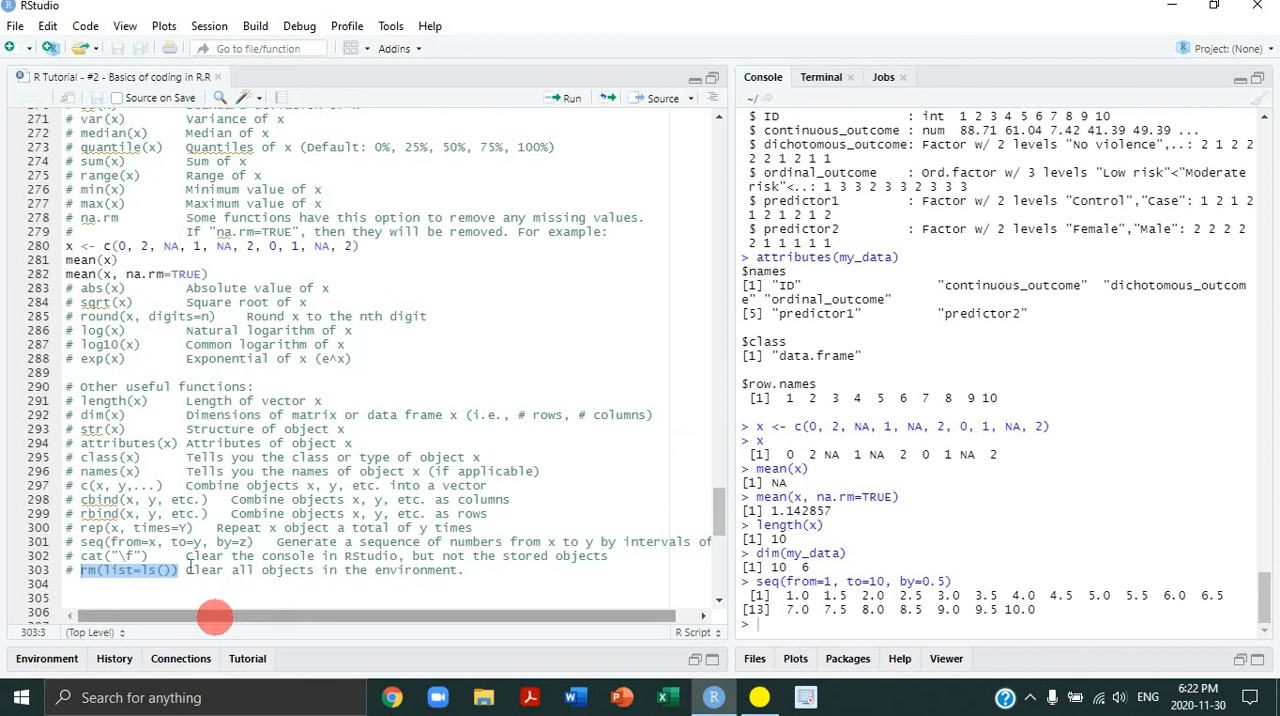 RStudio
File Edit Code View Plots Session Build Debug Profile Tools Help
Go to file/function Addins Project: (None)
R Tutorial - #2 - Basics of coding in R.R
Source on Save Run Source
271 # var(x) Variance of x
272 # median(x) Median of x
273 # quantile(x) Quantiles of x (Default: 0%, 25%, 50%, 75%, 100%)
274 # sum(x) Sum of x
275 # range(x) Range of x
276 # min(x) Minimum value of x
277 # max(x) Maximum value of x
278 # na.rm Some functions have this option to remove any missing values.
279 # If "na.rm=TRUE", then they will be removed. For example:
280 x <- c(0, 2, NA, 1, NA, 2, 0, 1, NA, 2)
281 mean(x)
282 mean(x, na.rm=TRUE)
283 # abs(x) Absolute value of x
284 # sqrt(x) Square root of x
285 # round(x, digits=n) Round x to the nth digit
286 # log(x) Natural logarithm of x
287 # log10(x) Common logarithm of x
288 # exp(x) Exponential of x (e^x)
289
290 # Other useful functions:
291 # length(x) Length of vector x
292 # dim(x) Dimensions of matrix or data frame x (i.e., # rows, # columns)
293 # str(x) Structure of object x
294 # attributes(x) Attributes of object x
295 # class(x) Tells you the class or type of object x
296 # names(x) Tells you the names of object x (if applicable)
297 # c(x, y,...) Combine objects x, y, etc. into a vector
298 # cbind(x, y, etc.) Combine objects x, y, etc. as columns
299 # rbind(x, y, etc.) Combine objects x, y, etc. as rows
300 # rep(x, times=Y) Repeat x object a total of y times
301 # seq(from=x, to=y, by=z) Generate a sequence of numbers from x to y by intervals of
302 # cat("\f") Clear the console in RStudio, but not the stored objects
303 # rm(list=ls()) Clear all objects in the environment.
304
305
306
303:3 (Top Level) R Script
Environment History Connections Tutorial
Console Terminal Jobs
~/
$ ID : int 1 2 3 4 5 6 7 8 9 10
$ continuous_outcome : num 88.71 61.04 7.42 41.39 49.39 ...
$ dichotomous_outcome: Factor w/ 2 levels "No violence",..: 2 1 2 2
2 2 1 2 1 1
$ ordinal_outcome : Ord.factor w/ 3 levels "Low risk"<"Moderate
risk"<..: 1 3 3 2 3 3 2 3 3 3
$ predictor1 : Factor w/ 2 levels "Control","Case": 1 2 1 2
1 2 1 2 1 2
$ predictor2 : Factor w/ 2 levels "Female","Male": 2 2 2 2
2 1 1 1 1 1
> attributes(my_data)
$names
[1] "ID" "continuous_outcome" "dichotomous_outcom
e" "ordinal_outcome"
[5] "predictor1" "predictor2"
$class
[1] "data.frame"
$row.names
[1] 1 2 3 4 5 6 7 8 9 10
> x <- c(0, 2, NA, 1, NA, 2, 0, 1, NA, 2)
> x
[1] 0 2 NA 1 NA 2 0 1 NA 2
> mean(x)
[1] NA
> mean(x, na.rm=TRUE)
[1] 1.142857
> length(x)
[1] 10
> dim(my_data)
[1] 10 6
> seq(from=1, to=10, by=0.5)
[1] 1.0 1.5 2.0 2.5 3.0 3.5 4.0 4.5 5.0 5.5 6.0 6.5
[13] 7.0 7.5 8.0 8.5 9.0 9.5 10.0
>
Files Plots Packages Help Viewer
Search for anything
ENG
6:22 PM
2020-11-30